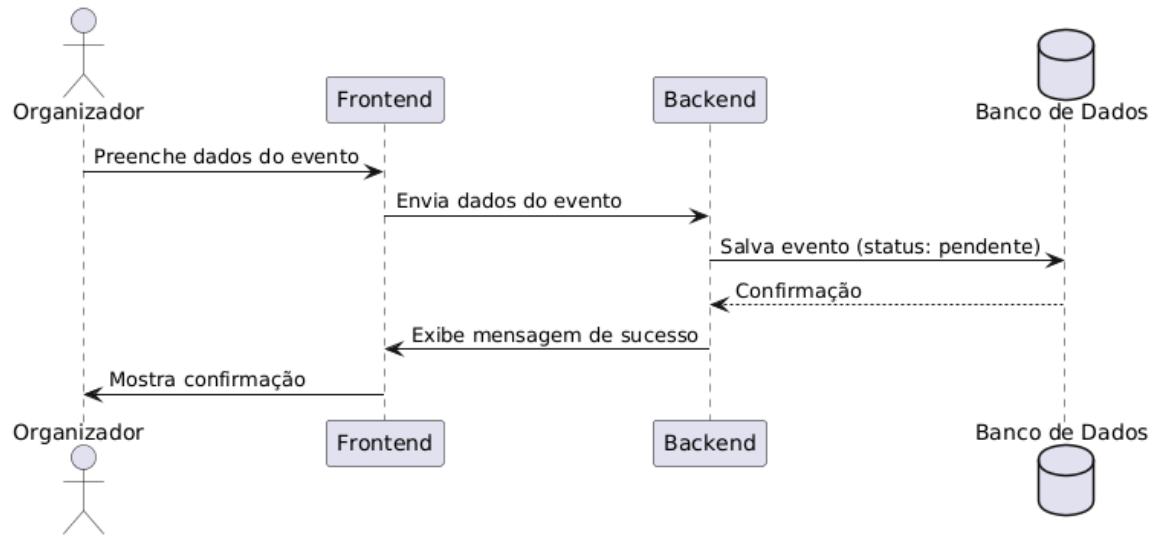 Organizador
Frontend
Backend
Banco de Dados
Preenche dados do evento
Envia dados do evento
Salva evento (status: pendente)
Confirmação
Exibe mensagem de sucesso
Mostra confirmação
Organizador
Frontend
Backend
Banco de Dados